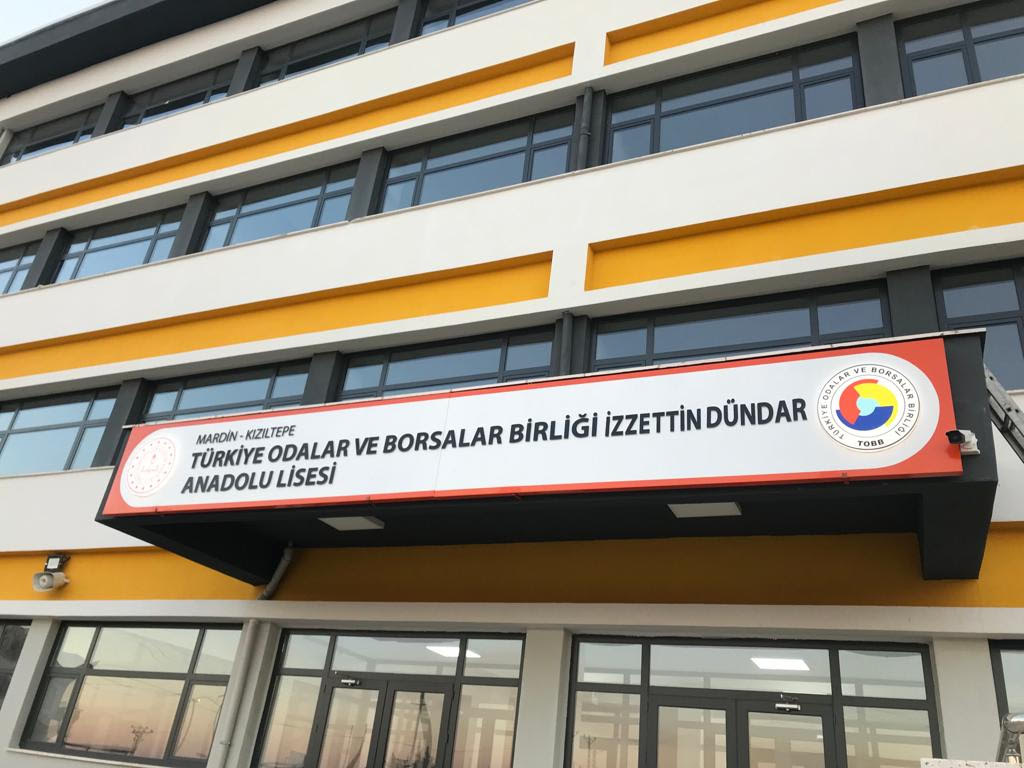 MARDİN - KIZILTEPE
TÜRKİYE ODALAR VE BORSALAR BİRLİĞİ İZZETTİN DÜNDAR
ANADOLU LİSESİ
TÜRKİYE ODALAR VE BORSALAR BİRLİĞİ
TOBB